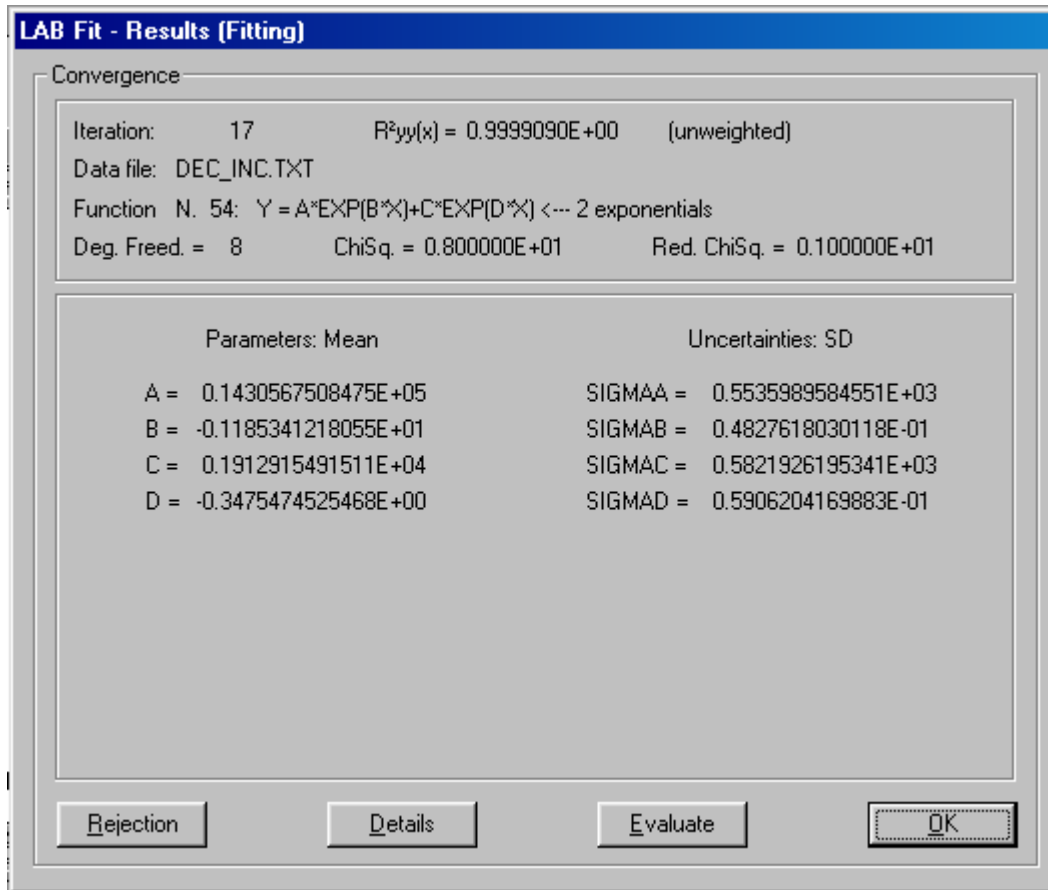 LAB Fit - Results (Fitting)
Convergence
Iteration: 17 R²yy(x) = 0.9999090E+00 (unweighted)
Data file: DEC_INC.TXT
Function N. 54: Y = A*EXP(B*X)+C*EXP(D*X) <--- 2 exponentials
Deg. Freed. = 8 ChiSq. = 0.800000E+01 Red. ChiSq. = 0.100000E+01
Parameters: Mean Uncertainties: SD
A = 0.1430567508475E+05 SIGMAA = 0.5535989584551E+03
B = -0.1185341218055E+01 SIGMAB = 0.4827618030118E-01
C = 0.1912915491511E+04 SIGMAC = 0.5821926195341E+03
D = -0.3475474525468E+00 SIGMAD = 0.5906204169883E-01
Rejection Details Evaluate OK